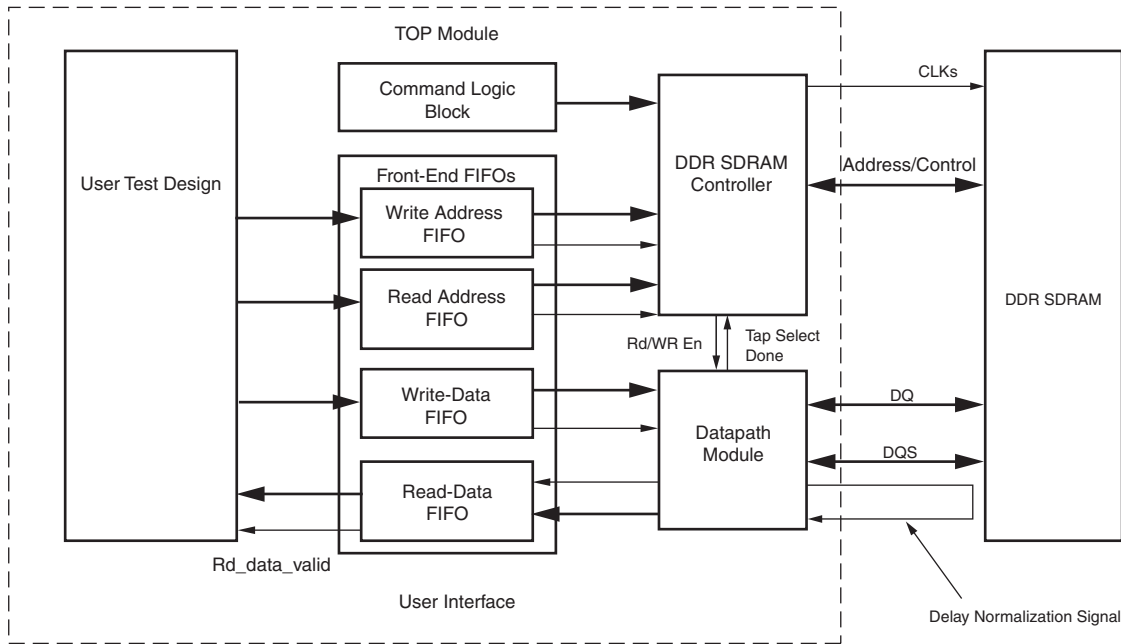 TOP Module
CLKs
Command Logic
Block
DDR SDRAM
Controller
Address/Control
User Test Design
Front-End FIFOs
Write Address
FIFO
Read Address
FIFO
DDR SDRAM
Rd/WR En
Tap Select
Done
Write-Data
FIFO
Datapath
Module
DQ
DQS
Read-Data
FIFO
Rd_data_valid
User Interface
Delay Normalization Signal